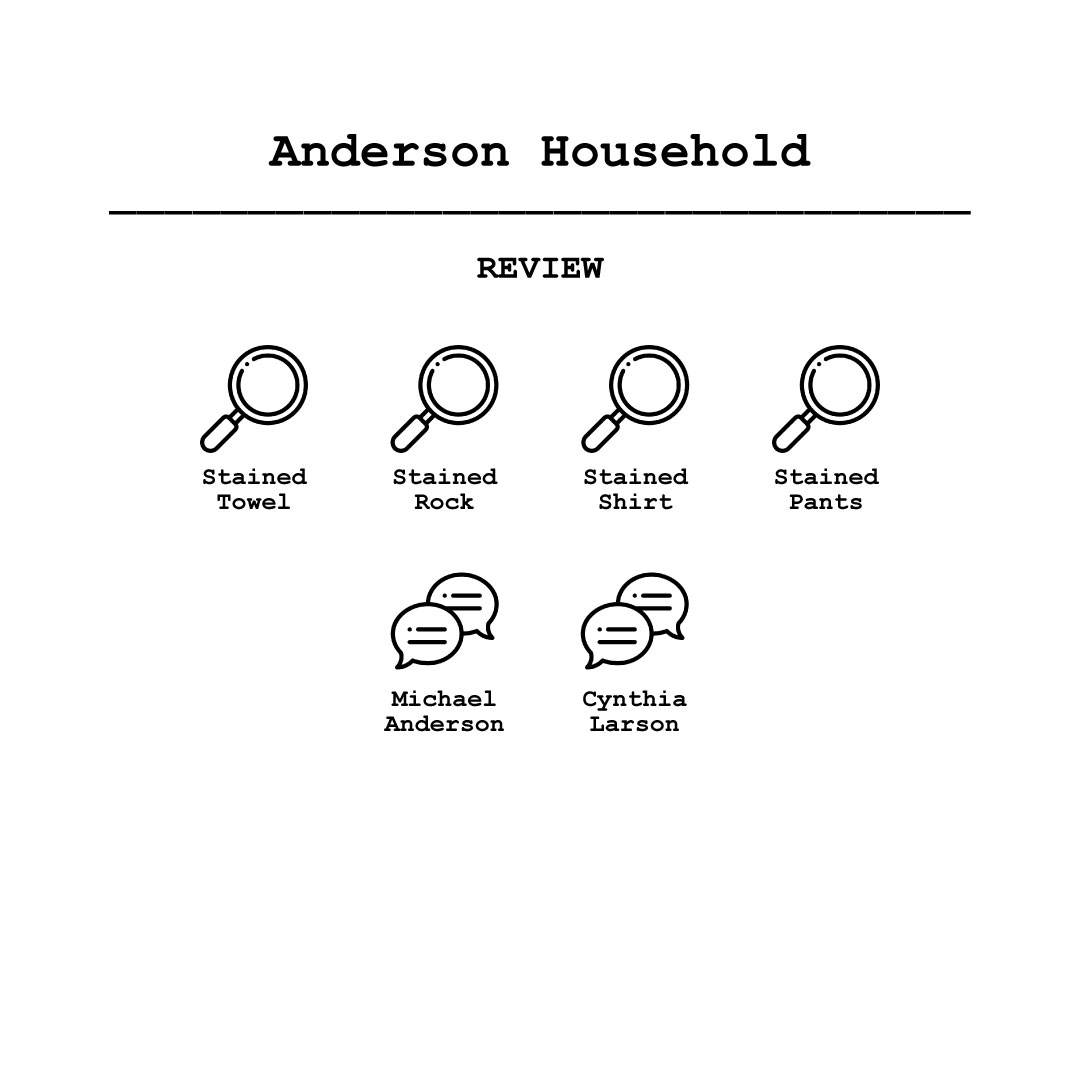 Anderson Household
REVIEW
Stained Towel
Stained Rock
Stained Shirt
Stained Pants
Michael Anderson
Cynthia Larson